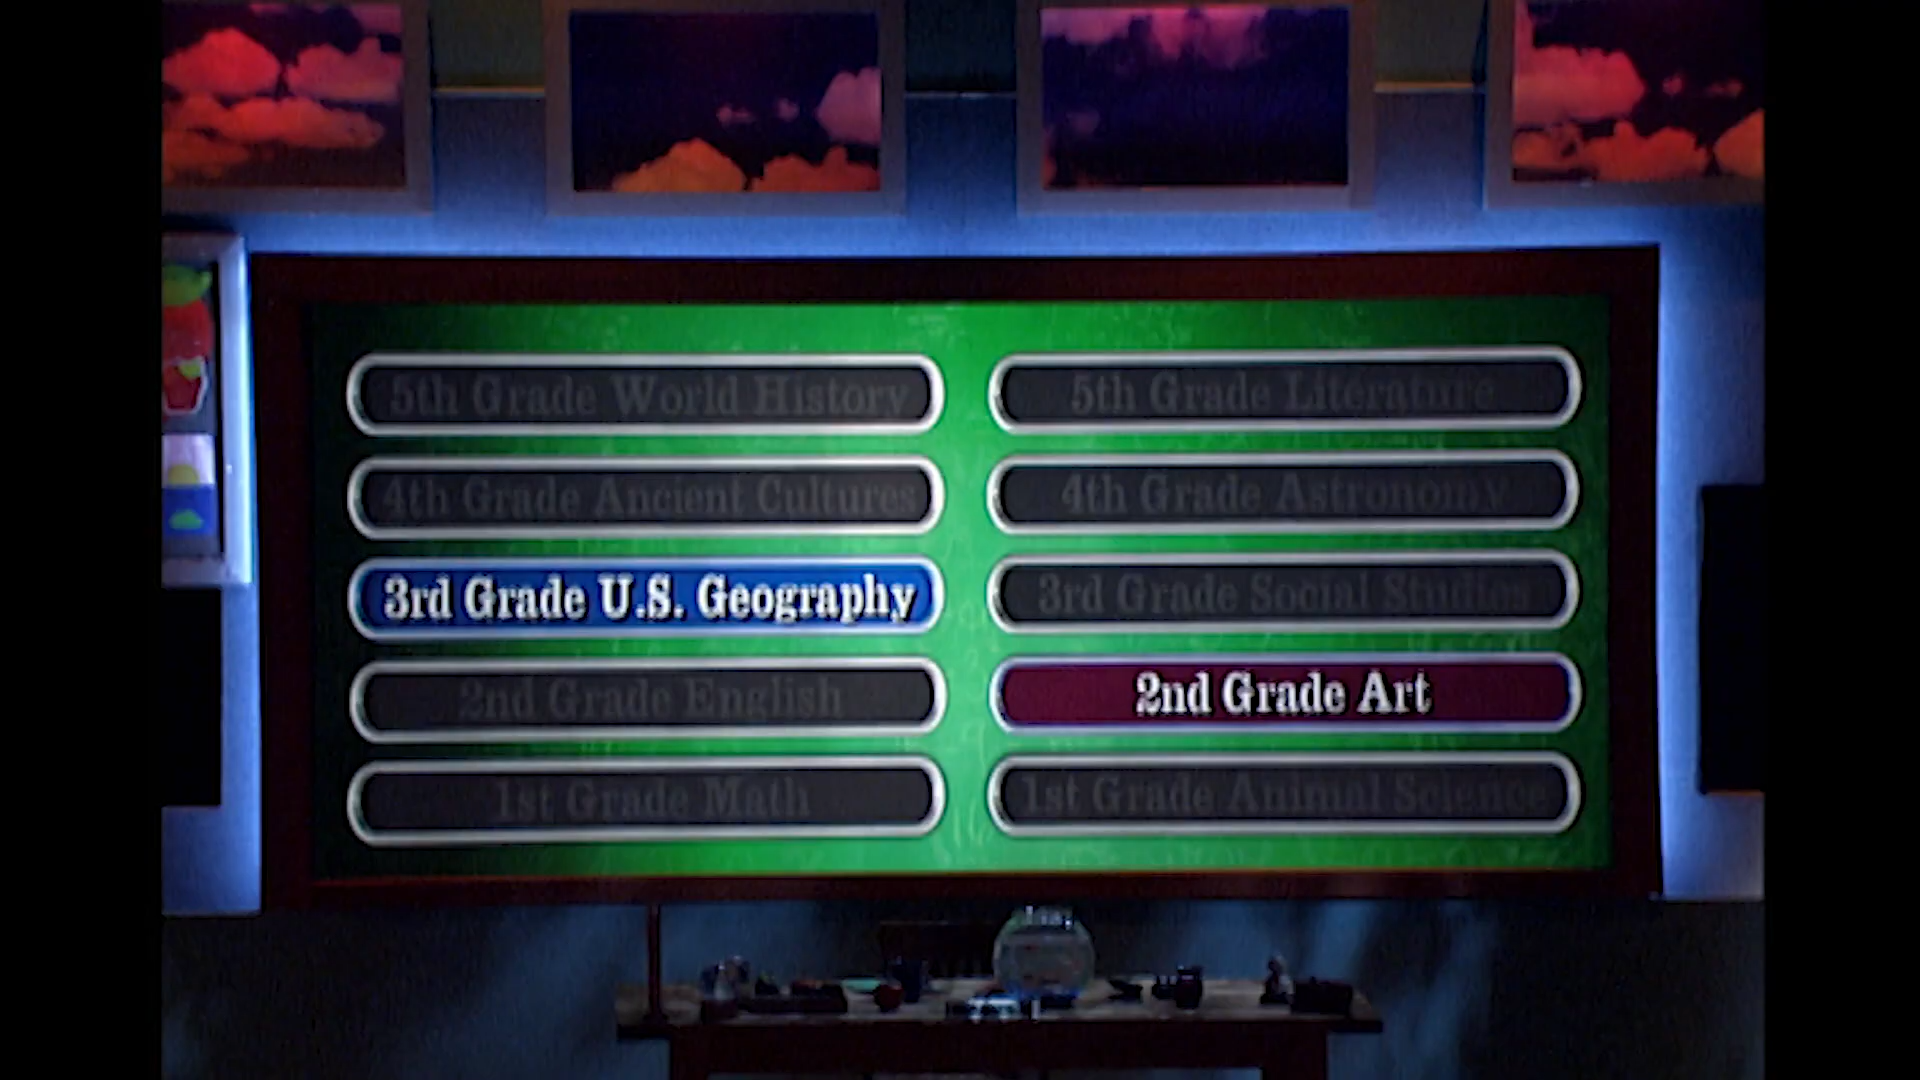 5th Grade World History
5th Grade Literature
4th Grade Ancient Cultures
4th Grade Astronomy
3rd Grade U.S. Geography
3rd Grade Social Studies
2nd Grade English
2nd Grade Art
1st Grade Math
1st Grade Animal Science